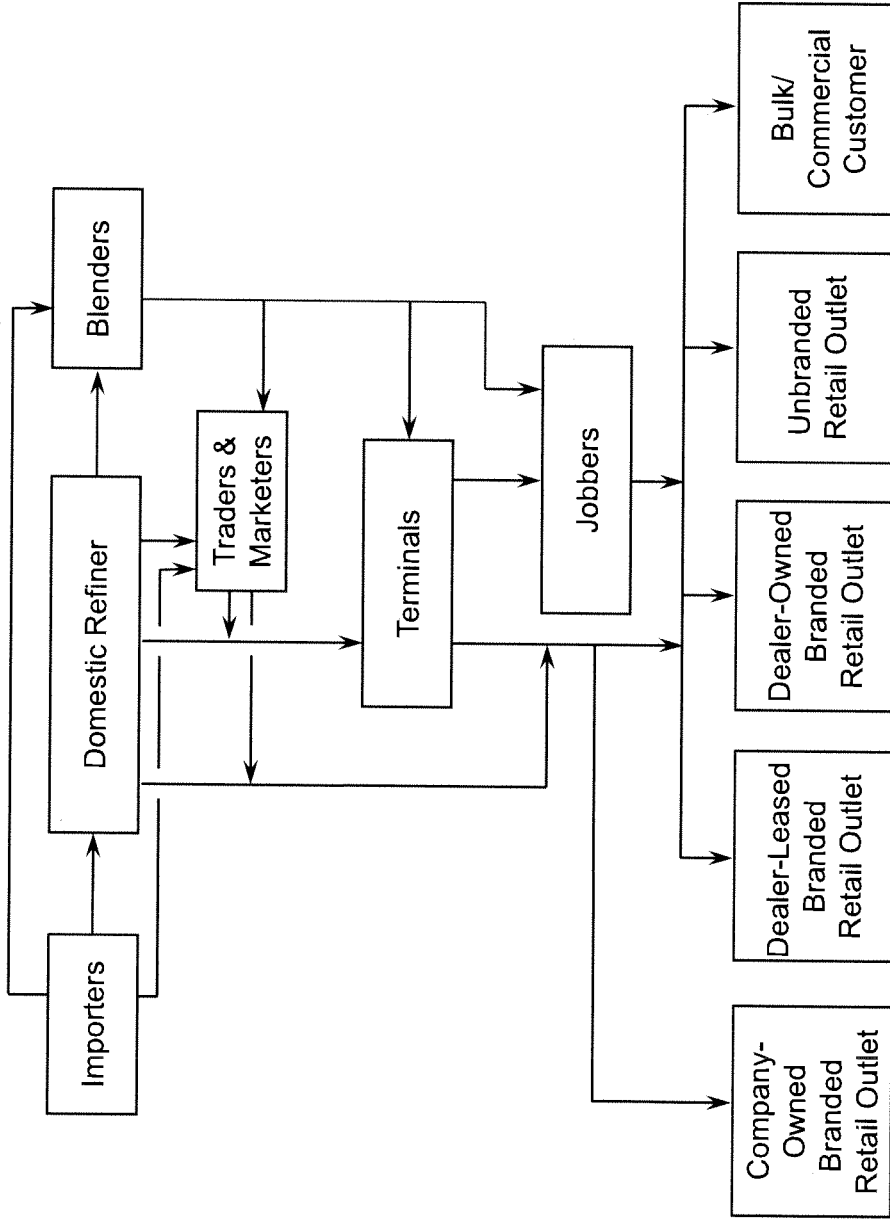 Importers
Domestic Refiner
Blenders
Traders &
Marketers
Terminals
Jobbers
Company-
Owned
Branded
Retail Outlet
Dealer-Leased
Branded
Retail Outlet
Dealer-Owned
Branded
Retail Outlet
Unbranded
Retail Outlet
Bulk/
Commercial
Customer